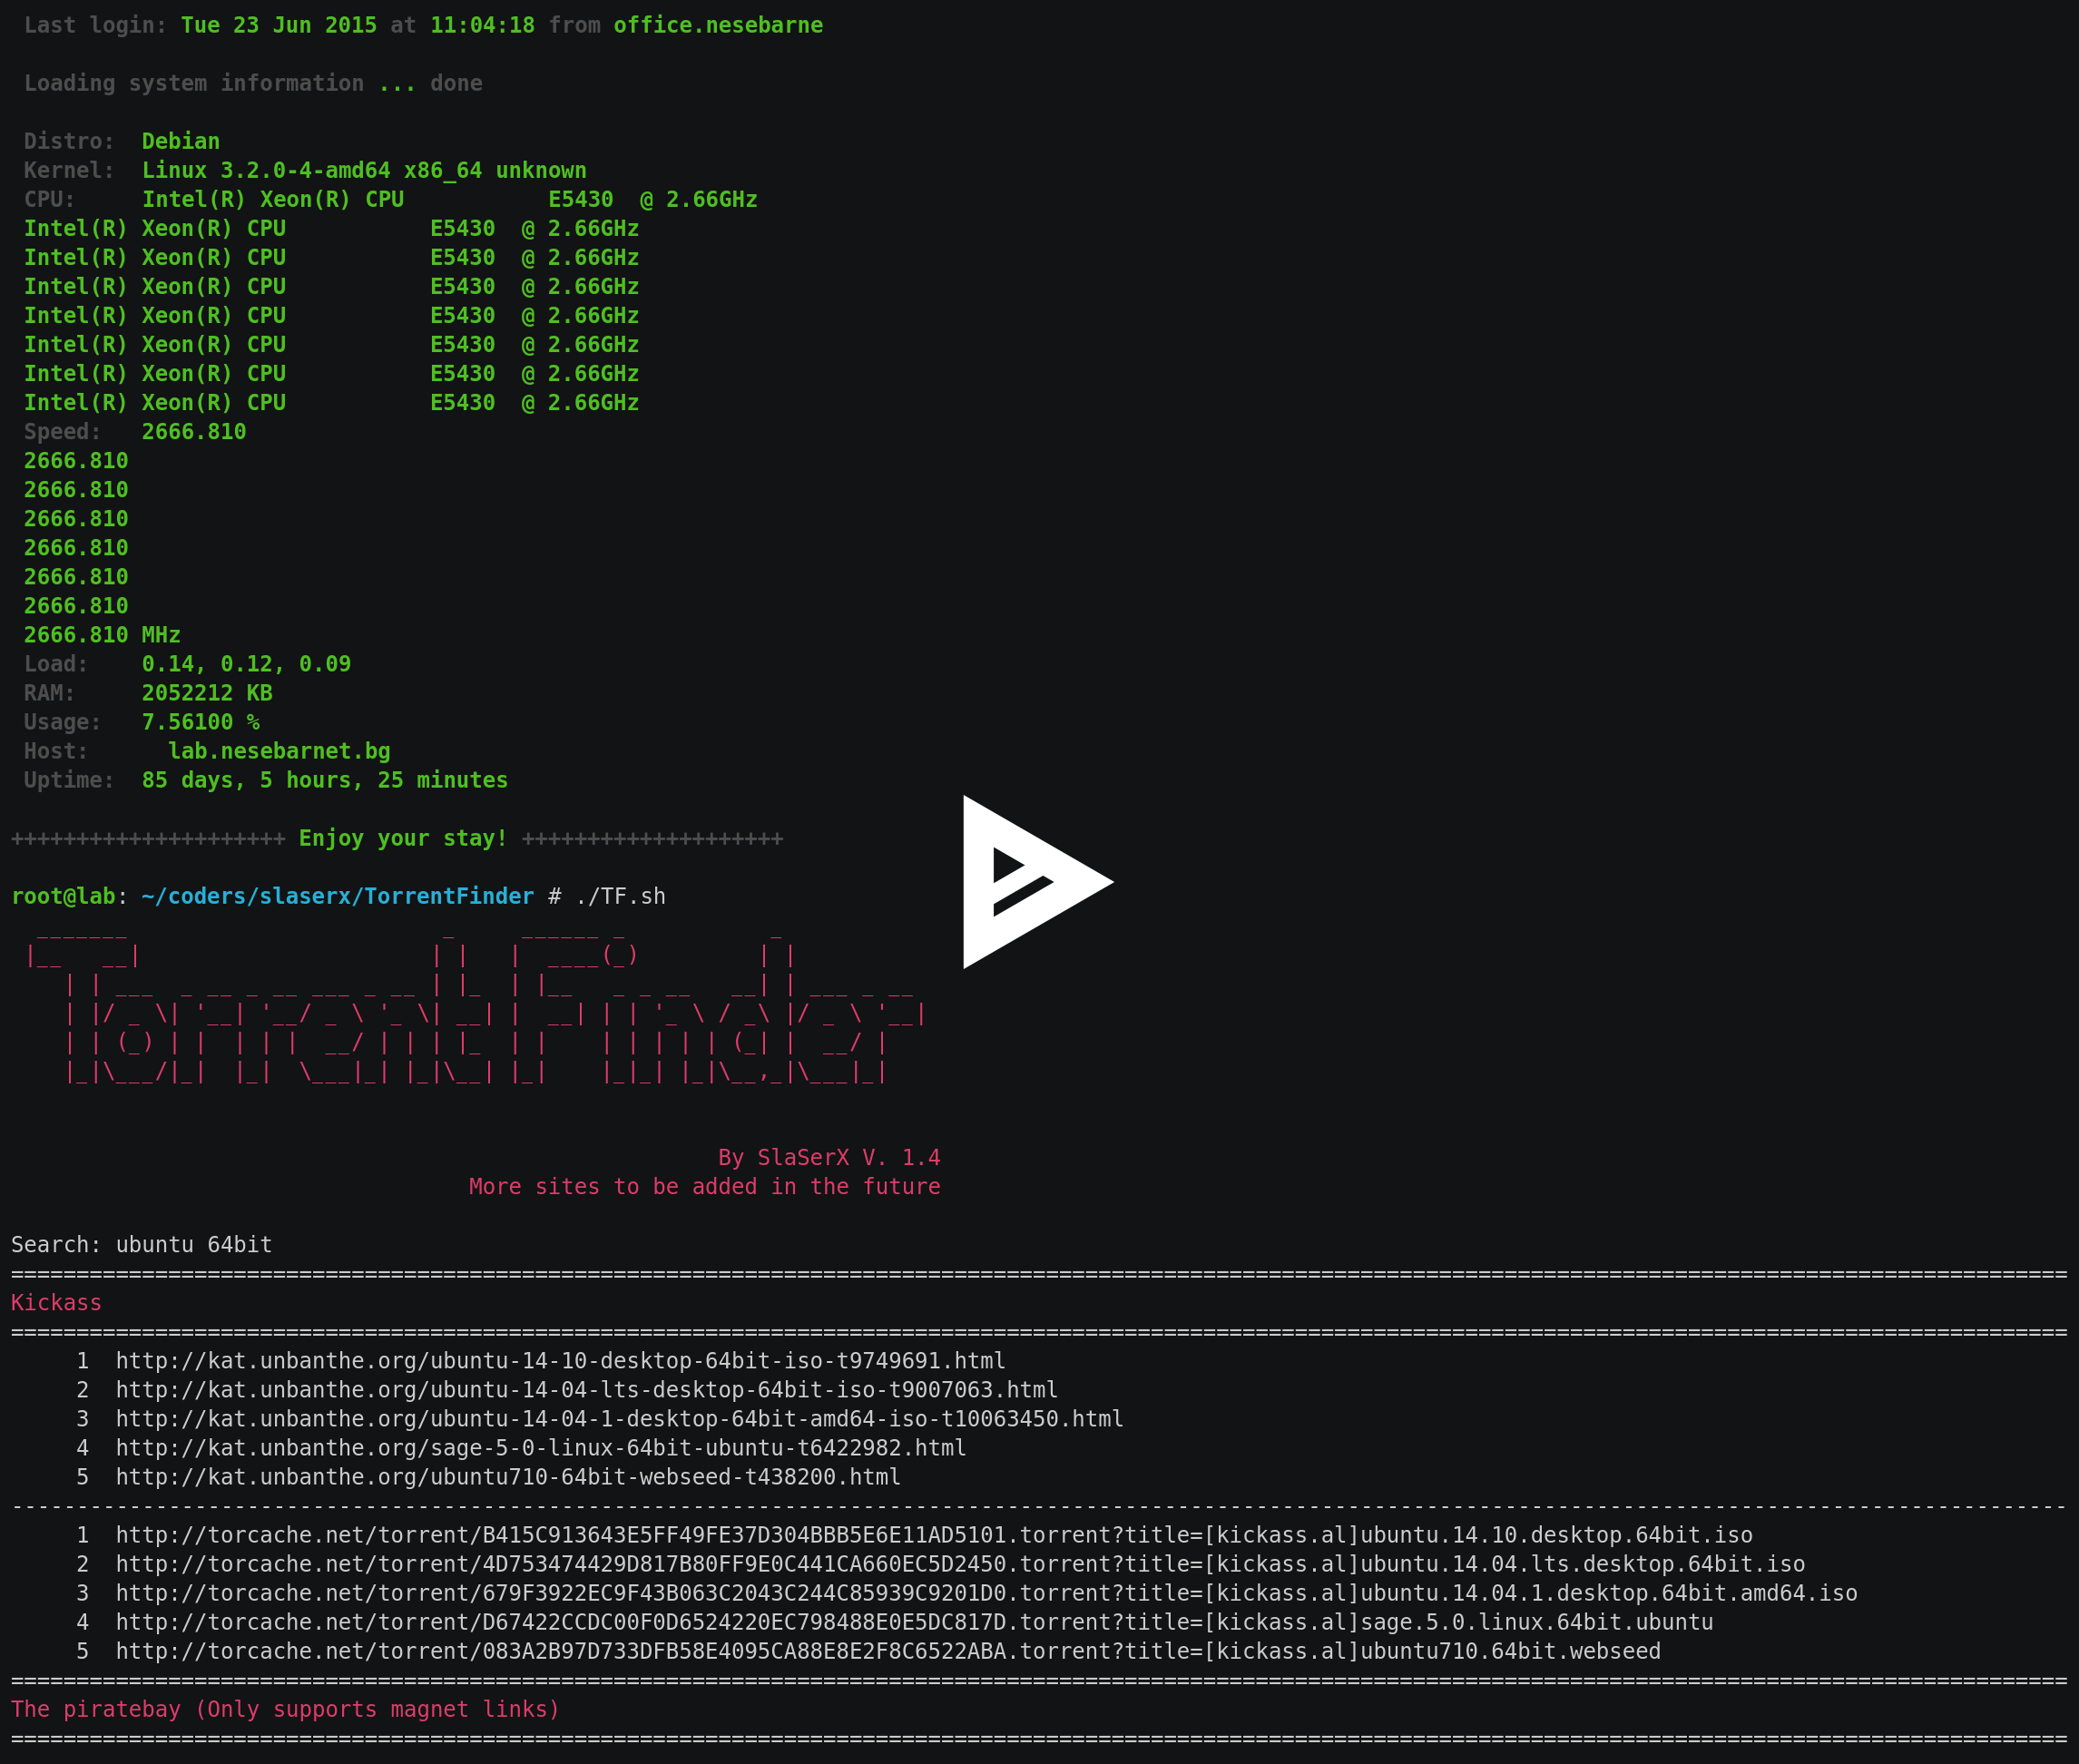 Last login: Tue 23 Jun 2015 at 11:04:18 from office.nesebarne
Loading system information ... done
Distro:  Debian
Kernel:  Linux 3.2.0-4-amd64 x86_64 unknown
CPU:     Intel(R) Xeon(R) CPU           E5430  @ 2.66GHz
Intel(R) Xeon(R) CPU           E5430  @ 2.66GHz
Intel(R) Xeon(R) CPU           E5430  @ 2.66GHz
Intel(R) Xeon(R) CPU           E5430  @ 2.66GHz
Intel(R) Xeon(R) CPU           E5430  @ 2.66GHz
Intel(R) Xeon(R) CPU           E5430  @ 2.66GHz
Intel(R) Xeon(R) CPU           E5430  @ 2.66GHz
Intel(R) Xeon(R) CPU           E5430  @ 2.66GHz
Speed:   2666.810
2666.810
2666.810
2666.810
2666.810
2666.810
2666.810
2666.810 MHz
Load:    0.14, 0.12, 0.09
RAM:     2052212 KB
Usage:   7.56100 %
Host:      lab.nesebarnet.bg
Uptime:  85 days, 5 hours, 25 minutes
+++++++++++++++++++++ Enjoy your stay! ++++++++++++++++++++
root@lab: ~/coders/slaserx/TorrentFinder # ./TF.sh
Torrent Finder
By SlaSerX V. 1.4
More sites to be added in the future
Search: ubuntu 64bit
Kickass
1  http://kat.unbanthe.org/ubuntu-14-10-desktop-64bit-iso-t9749691.html
2  http://kat.unbanthe.org/ubuntu-14-04-lts-desktop-64bit-iso-t9007063.html
3  http://kat.unbanthe.org/ubuntu-14-04-1-desktop-64bit-amd64-iso-t10063450.html
4  http://kat.unbanthe.org/sage-5-0-linux-64bit-ubuntu-t6422982.html
5  http://kat.unbanthe.org/ubuntu710-64bit-webseed-t438200.html
1  http://torcache.net/torrent/B415C913643E5FF49FE37D304BBB5E6E11AD5101.torrent?title=[kickass.al]ubuntu.14.10.desktop.64bit.iso
2  http://torcache.net/torrent/4D753474429D817B80FF9E0C441CA660EC5D2450.torrent?title=[kickass.al]ubuntu.14.04.lts.desktop.64bit.iso
3  http://torcache.net/torrent/679F3922EC9F43B063C2043C244C85939C9201D0.torrent?title=[kickass.al]ubuntu.14.04.1.desktop.64bit.amd64.iso
4  http://torcache.net/torrent/D67422CCDC00F0D6524220EC798488E0E5DC817D.torrent?title=[kickass.al]sage.5.0.linux.64bit.ubuntu
5  http://torcache.net/torrent/083A2B97D733DFB58E4095CA88E8E2F8C6522ABA.torrent?title=[kickass.al]ubuntu710.64bit.webseed
The piratebay (Only supports magnet links)